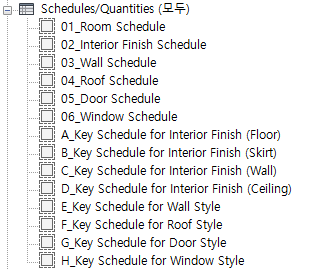 Schedules/Quantities (모두)
01_Room Schedule
02_Interior Finish Schedule
03_Wall Schedule
04_Roof Schedule
05_Door Schedule
06_Window Schedule
A_Key Schedule for Interior Finish (Floor)
B_Key Schedule for Interior Finish (Skirt)
C_Key Schedule for Interior Finish (Wall)
D_Key Schedule for Interior Finish (Ceiling)
E_Key Schedule for Wall Style
F_Key Schedule for Roof Style
G_Key Schedule for Door Style
H_Key Schedule for Window Style